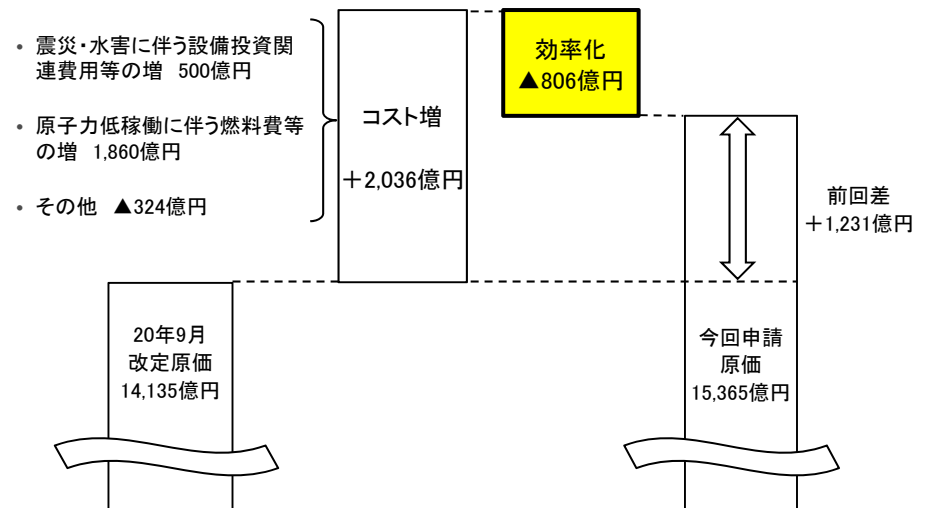 • 震災・水害に伴う設備投資関
連費用等の増　500億円
• 原子力低稼働に伴う燃料費等
の増　1,860億円
• その他　▲324億円
コスト増
＋2,036億円
効率化
▲806億円
前回差
＋1,231億円
20年9月
改定原価
14,135億円
今回申請
原価
15,365億円